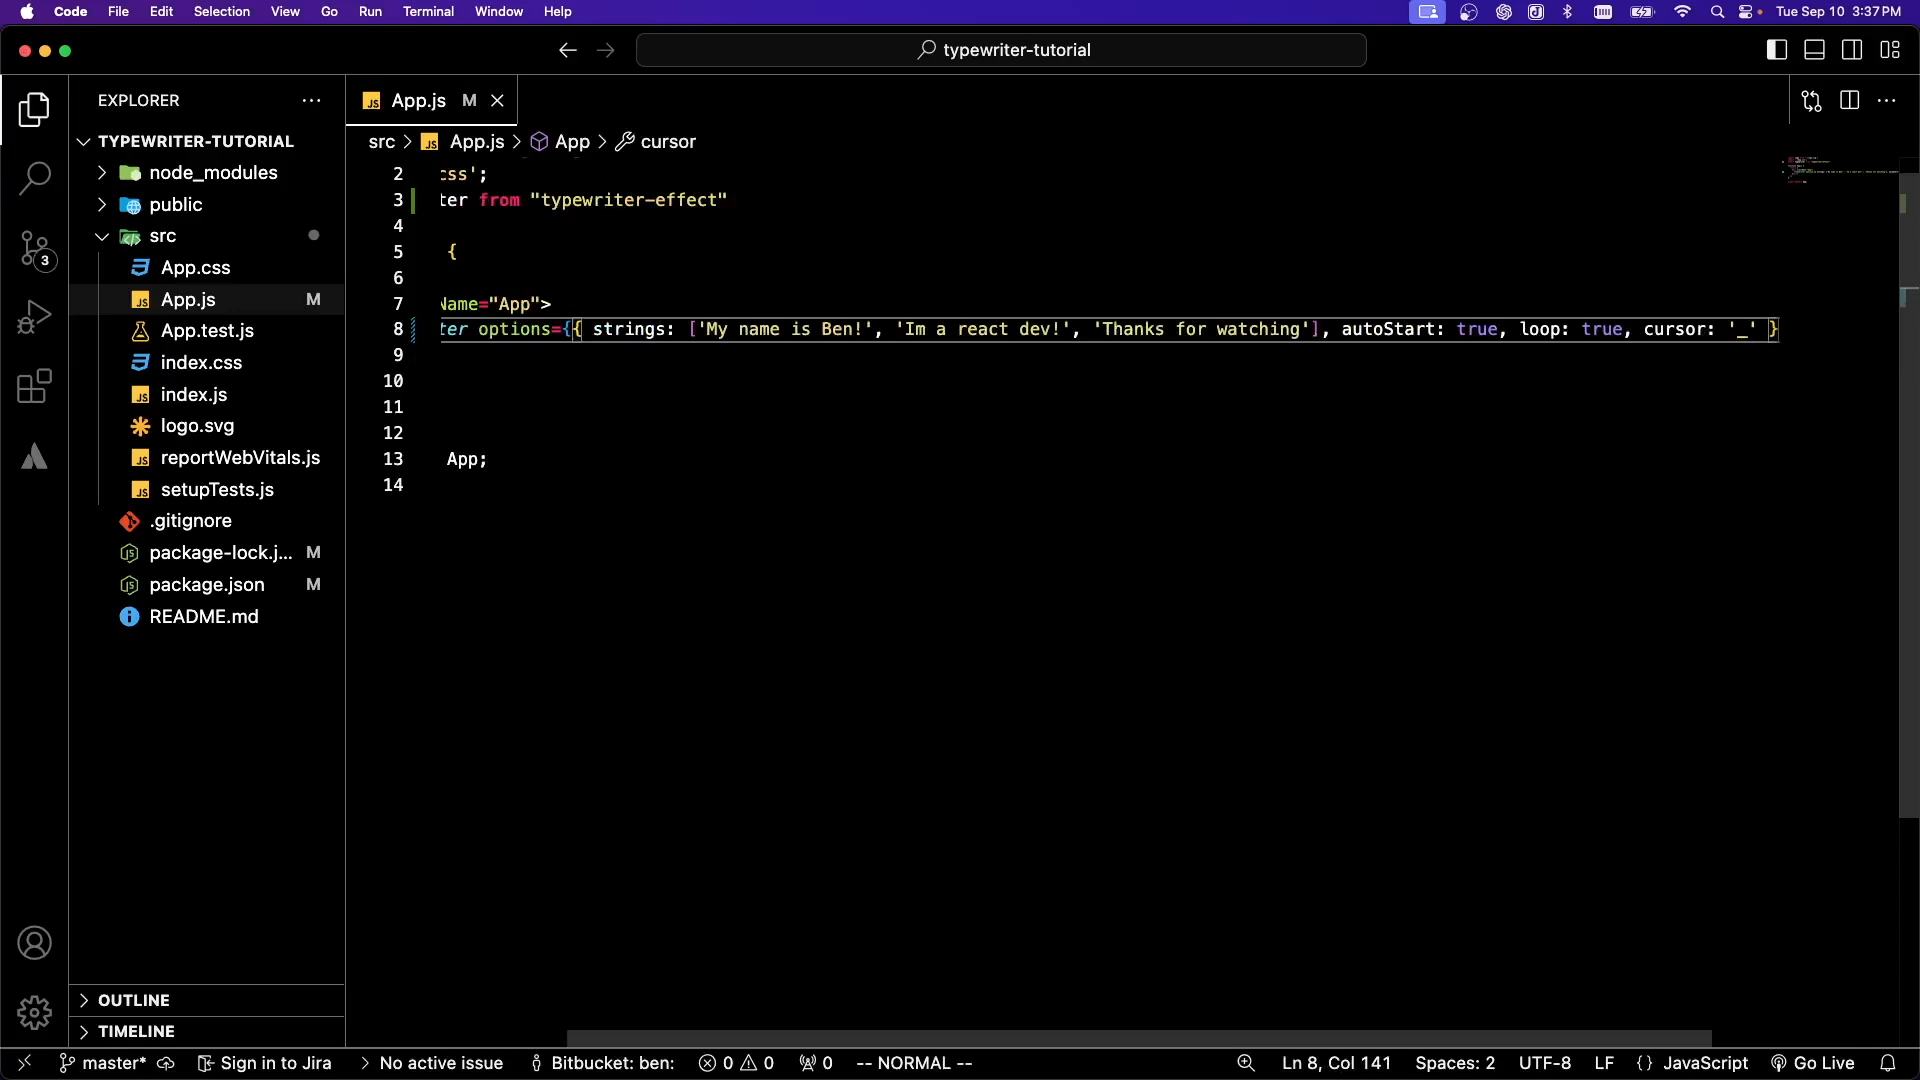 Code File Edit Selection View Go Run Terminal Window Help Tue Sep 10 3:37 PM
typewriter-tutorial
EXPLORER
TYPEWRITER-TUTORIAL
node_modules
public
src
App.css
App.js M
App.test.js
index.css
index.js
logo.svg
reportWebVitals.js
setupTests.js
.gitignore
package-lock.j... M
package.json M
README.md
OUTLINE
TIMELINE
3
App.js M
src > App.js > App > cursor
2 css';
3 ter from "typewriter-effect"
4
5 {
6
7 Name="App">
8 ter options={{ strings: ['My name is Ben!', 'Im a react dev!', 'Thanks for watching'], autoStart: true, loop: true, cursor: '_' }
9
10
11
12
13 App;
14
master* Sign in to Jira > No active issue Bitbucket: ben: 0 0 0 -- NORMAL -- Ln 8, Col 141 Spaces: 2 UTF-8 LF {} JavaScript Go Live